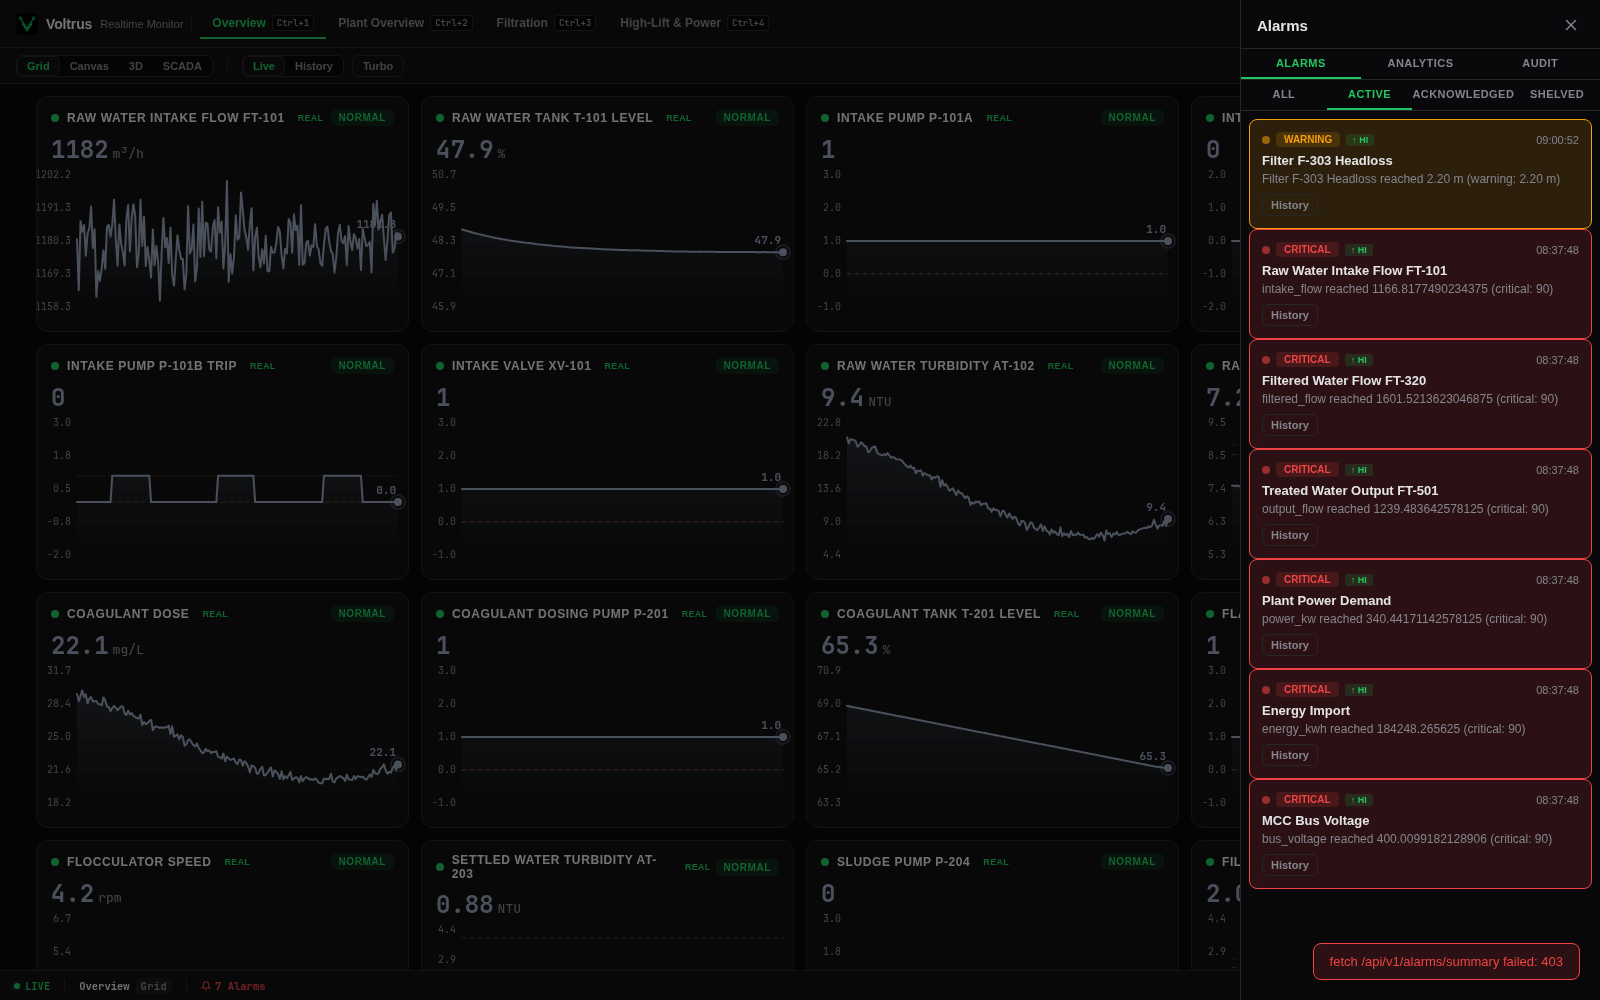 Voltrus Realtime Monitor Overview Ctrl+1 Plant Overview Ctrl+2 Filtration Ctrl+3 High-Lift & Power Ctrl+4
Grid Canvas 3D SCADA Live History Turbo
RAW WATER INTAKE FLOW FT-101 REAL NORMAL
1182 m³/h
1202.2
1191.3
1180.3
1169.3
1158.3
RAW WATER TANK T-101 LEVEL REAL NORMAL
47.9 %
50.7
49.5
48.3
47.1
45.9
47.9
INTAKE PUMP P-101A REAL NORMAL
1
3.0
2.0
1.0
0.0
-1.0
1.0
INT
0
2.0
1.0
0.0
-1.0
-2.0
INTAKE PUMP P-101B TRIP REAL NORMAL
0
3.0
1.8
0.5
-0.8
-2.0
0.0
INTAKE VALVE XV-101 REAL NORMAL
1
3.0
2.0
1.0
0.0
-1.0
1.0
RAW WATER TURBIDITY AT-102 REAL NORMAL
9.4 NTU
22.8
18.2
13.6
9.0
4.4
9.4
RA
7.2
9.5
8.5
7.4
6.3
5.3
COAGULANT DOSE REAL NORMAL
22.1 mg/L
31.7
28.4
25.0
21.6
18.2
22.1
COAGULANT DOSING PUMP P-201 REAL NORMAL
1
3.0
2.0
1.0
0.0
-1.0
1.0
COAGULANT TANK T-201 LEVEL REAL NORMAL
65.3 %
70.9
69.0
67.1
65.2
63.3
65.3
FLA
1
3.0
2.0
1.0
0.0
-1.0
FLOCCULATOR SPEED REAL NORMAL
4.2 rpm
6.7
5.4
SETTLED WATER TURBIDITY AT-
203 REAL NORMAL
0.88 NTU
4.4
2.9
SLUDGE PUMP P-204 REAL NORMAL
0
3.0
1.8
FIL
2.0
4.4
2.9
LIVE Overview Grid 7 Alarms
Alarms
ALARMS ANALYTICS AUDIT
ALL ACTIVE ACKNOWLEDGED SHELVED
WARNING ↑ HI 09:00:52
Filter F-303 Headloss
Filter F-303 Headloss reached 2.20 m (warning: 2.20 m)
History
CRITICAL ↑ HI 08:37:48
Raw Water Intake Flow FT-101
intake_flow reached 1166.8177490234375 (critical: 90)
History
CRITICAL ↑ HI 08:37:48
Filtered Water Flow FT-320
filtered_flow reached 1601.5213623046875 (critical: 90)
History
CRITICAL ↑ HI 08:37:48
Treated Water Output FT-501
output_flow reached 1239.483642578125 (critical: 90)
History
CRITICAL ↑ HI 08:37:48
Plant Power Demand
power_kw reached 340.44171142578125 (critical: 90)
History
CRITICAL ↑ HI 08:37:48
Energy Import
energy_kwh reached 184248.265625 (critical: 90)
History
CRITICAL ↑ HI 08:37:48
MCC Bus Voltage
bus_voltage reached 400.0099182128906 (critical: 90)
History
fetch /api/v1/alarms/summary failed: 403